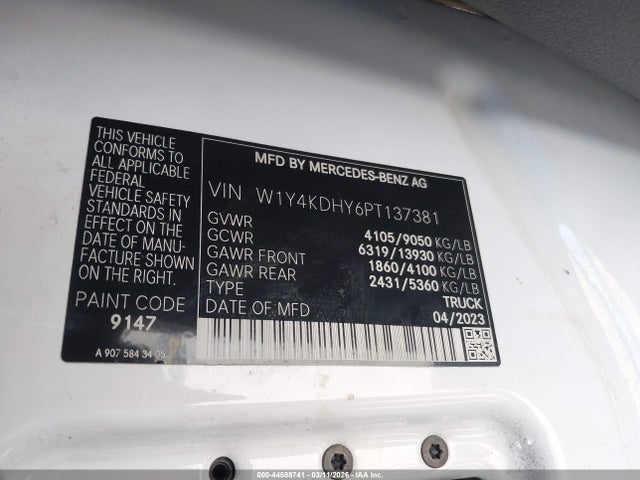 THIS VEHICLE
CONFORMS TO
ALL APPLICABLE
FEDERAL
VEHICLE SAFETY
STANDARDS IN
EFFECT ON THE
DATE OF MANU-
FACTURE SHOWN
ON THE RIGHT.
PAINT CODE
9147
A 907 584 34 05
MFD BY MERCEDES-BENZ AG
VIN W1Y4KDHY6PT137381
GVWR 4105/9050 KG/LB
GCWR 6319/13930 KG/LB
GAWR FRONT 1860/4100 KG/LB
GAWR REAR 2431/5360 KG/LB
TYPE TRUCK
DATE OF MFD 04/2023
000-44588741 - 03/11/2026 - IAAI.COM